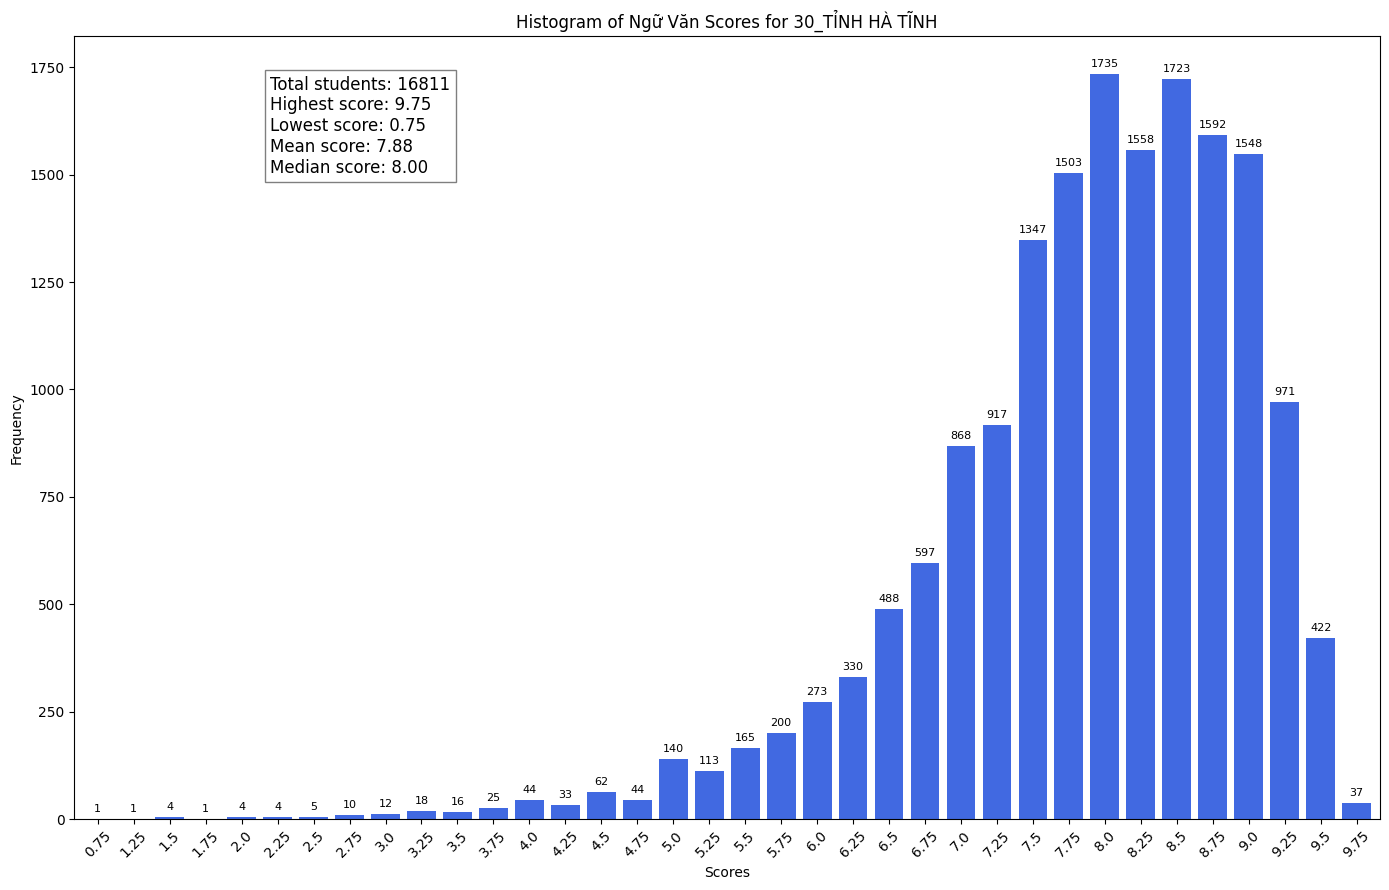 Histogram of Ngữ Văn Scores for 30_TỈNH HÀ TĨNH
Total students: 16811
Highest score: 9.75
Lowest score: 0.75
Mean score: 7.88
Median score: 8.00
Frequency
1750
1500
1250
1000
750
500
250
0
1 1 4 1 4 4 5 10 12 18 16 25 44 33 62 44 140 113 165 200 273 330 488 597 868 917 1347 1503 1735 1558 1723 1592 1548 971 422 37
0.75 1.25 1.5 1.75 2.0 2.25 2.5 2.75 3.0 3.25 3.5 3.75 4.0 4.25 4.5 4.75 5.0 5.25 5.5 5.75 6.0 6.25 6.5 6.75 7.0 7.25 7.5 7.75 8.0 8.25 8.5 8.75 9.0 9.25 9.5 9.75
Scores